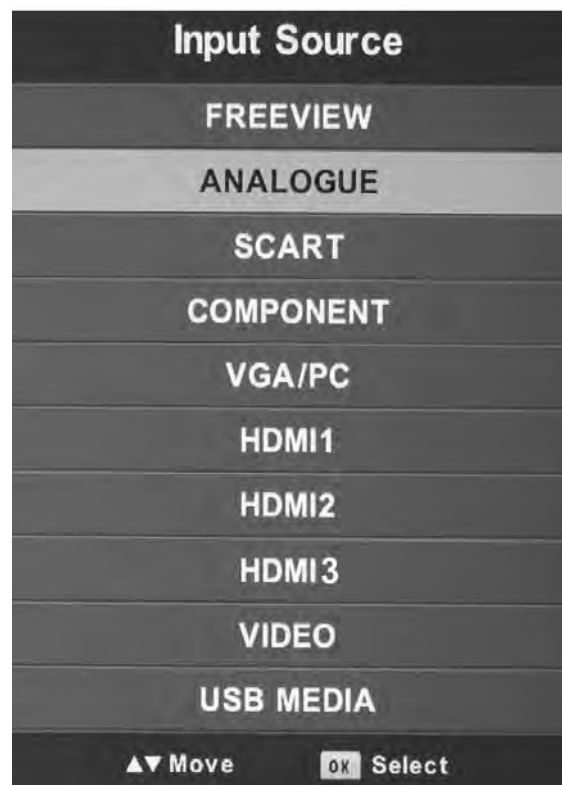 Input Source
FREEVIEW
ANALOGUE
SCART
COMPONENT
VGA/PC
HDMI1
HDMI2
HDMI3
VIDEO
USB MEDIA
▲▼ Move OK Select